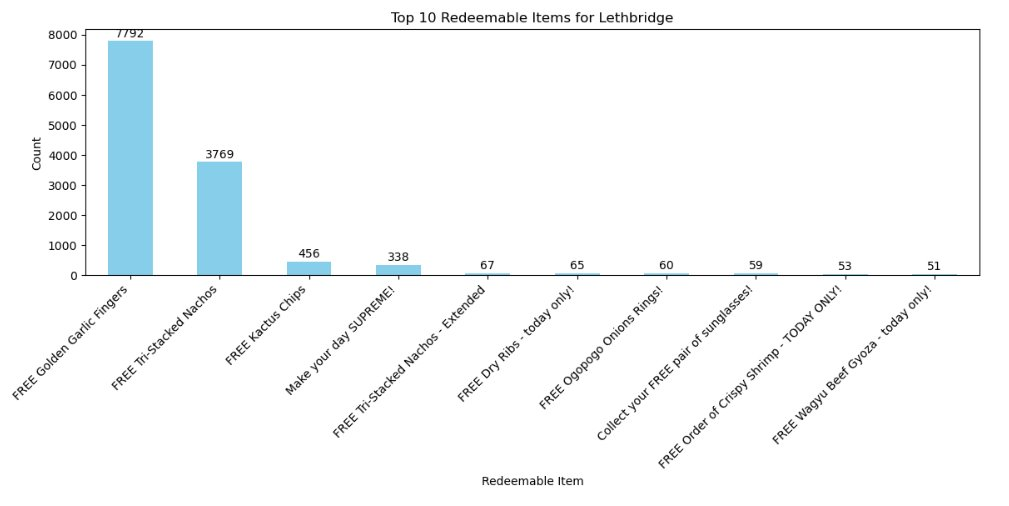 Top 10 Redeemable Items for Lethbridge
8000
7000
6000
5000
4000
3000
2000
1000
0
Count
7792
3769
456
338
67
65
60
59
53
51
FREE Golden Garlic Fingers
FREE Tri-Stacked Nachos
FREE Kactus Chips
Make your day SUPREME!
FREE Tri-Stacked Nachos - Extended
FREE Dry Ribs - today only!
FREE Ogopogo Onions Rings!
Collect your FREE pair of sunglasses!
FREE Order of Crispy Shrimp - TODAY ONLY!
FREE Wagyu Beef Gyoza - today only!
Redeemable Item